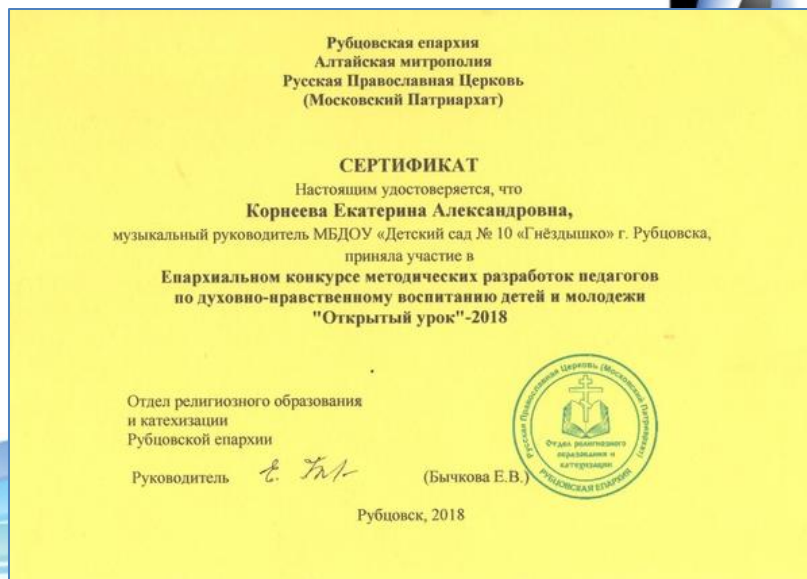 Рубцовская епархия
Алтайская митрополия
Русская Православная Церковь
(Московский Патриархат)
СЕРТИФИКАТ
Настоящим удостоверяется, что
Корнеева Екатерина Александровна,
музыкальный руководитель МБДОУ «Детский сад № 10 «Гнёздышко» г. Рубцовска,
приняла участие в
Епархиальном конкурсе методических разработок педагогов
по духовно-нравственному воспитанию детей и молодежи
"Открытый урок"-2018
Отдел религиозного образования
и катехизации
Рубцовской епархии
Руководитель
(Бычкова Е.В.)
Русская Православная Церковь (Московский Патриархат)
Отдел религиозного
образования и
катехизации
РУБЦОВСКАЯ ЕПАРХИЯ
Рубцовск, 2018